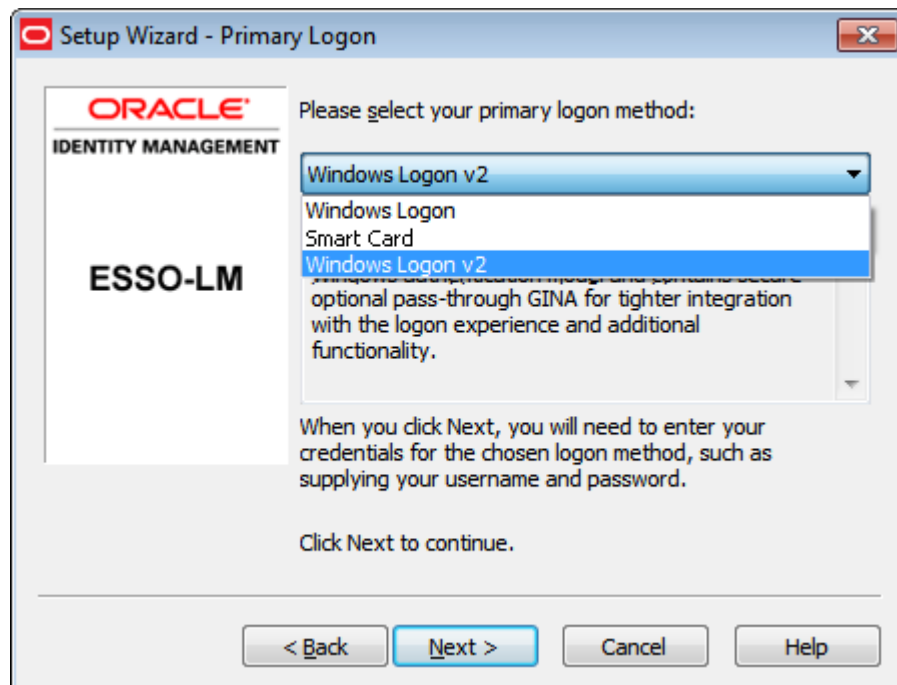 Setup Wizard - Primary Logon
ORACLE
IDENTITY MANAGEMENT
ESSO-LM
Please select your primary logon method:
Windows Logon v2
Windows Logon
Smart Card
Windows Logon v2
optional pass-through GINA for tighter integration
with the logon experience and additional
functionality.
When you click Next, you will need to enter your
credentials for the chosen logon method, such as
supplying your username and password.
Click Next to continue.
< Back
Next >
Cancel
Help